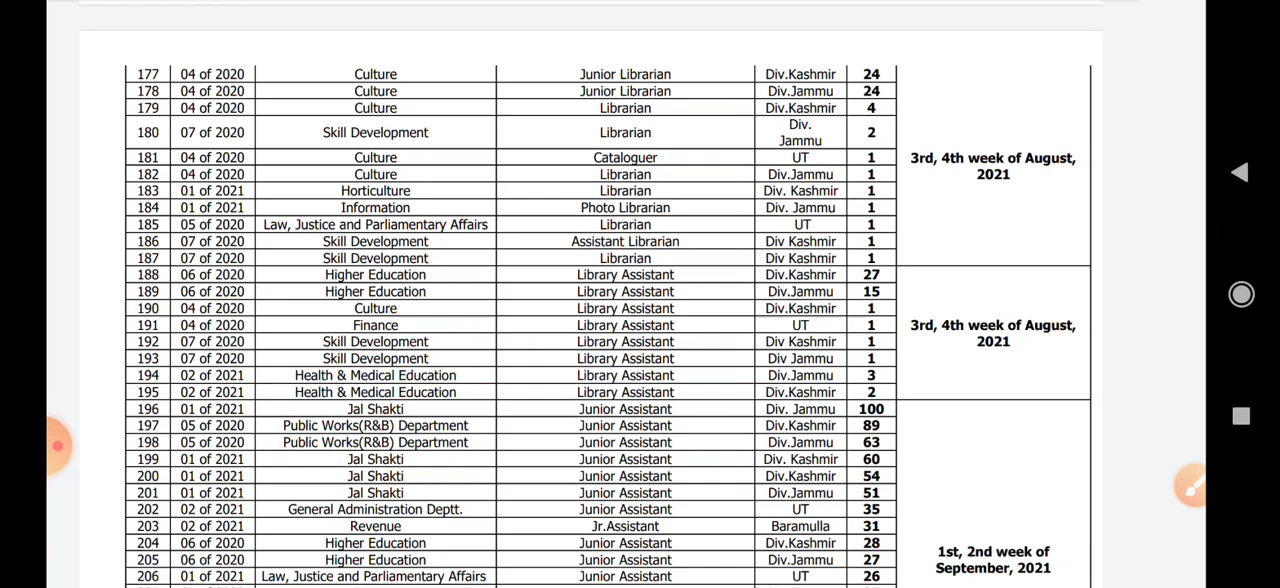 177 04 of 2020 Culture Junior Librarian Div.Kashmir 24
178 04 of 2020 Culture Junior Librarian Div.Jammu 24
179 04 of 2020 Culture Librarian Div.Kashmir 4
180 07 of 2020 Skill Development Librarian Div. Jammu 2
181 04 of 2020 Culture Cataloguer UT 1
182 04 of 2020 Culture Librarian Div.Jammu 1
183 01 of 2021 Horticulture Librarian Div. Kashmir 1
184 01 of 2021 Information Photo Librarian Div. Jammu 1
185 05 of 2020 Law, Justice and Parliamentary Affairs Librarian UT 1
186 07 of 2020 Skill Development Assistant Librarian Div Kashmir 1
187 07 of 2020 Skill Development Librarian Div Kashmir 1
3rd, 4th week of August,
2021
188 06 of 2020 Higher Education Library Assistant Div.Kashmir 27
189 06 of 2020 Higher Education Library Assistant Div.Jammu 15
190 04 of 2020 Culture Library Assistant Div.Kashmir 1
191 04 of 2020 Finance Library Assistant UT 1
192 07 of 2020 Skill Development Library Assistant Div Kashmir 1
193 07 of 2020 Skill Development Library Assistant Div Jammu 1
194 02 of 2021 Health & Medical Education Library Assistant Div.Jammu 3
195 02 of 2021 Health & Medical Education Library Assistant Div.Kashmir 2
3rd, 4th week of August,
2021
196 01 of 2021 Jal Shakti Junior Assistant Div. Jammu 100
197 05 of 2020 Public Works(R&B) Department Junior Assistant Div.Kashmir 89
198 05 of 2020 Public Works(R&B) Department Junior Assistant Div.Jammu 63
199 01 of 2021 Jal Shakti Junior Assistant Div. Kashmir 60
200 01 of 2021 Jal Shakti Junior Assistant Div.Kashmir 54
201 01 of 2021 Jal Shakti Junior Assistant Div.Jammu 51
202 02 of 2021 General Administration Deptt. Junior Assistant UT 35
203 02 of 2021 Revenue Jr.Assistant Baramulla 31
204 06 of 2020 Higher Education Junior Assistant Div.Kashmir 28
205 06 of 2020 Higher Education Junior Assistant Div.Jammu 27
206 01 of 2021 Law, Justice and Parliamentary Affairs Junior Assistant UT 26
1st, 2nd week of
September, 2021